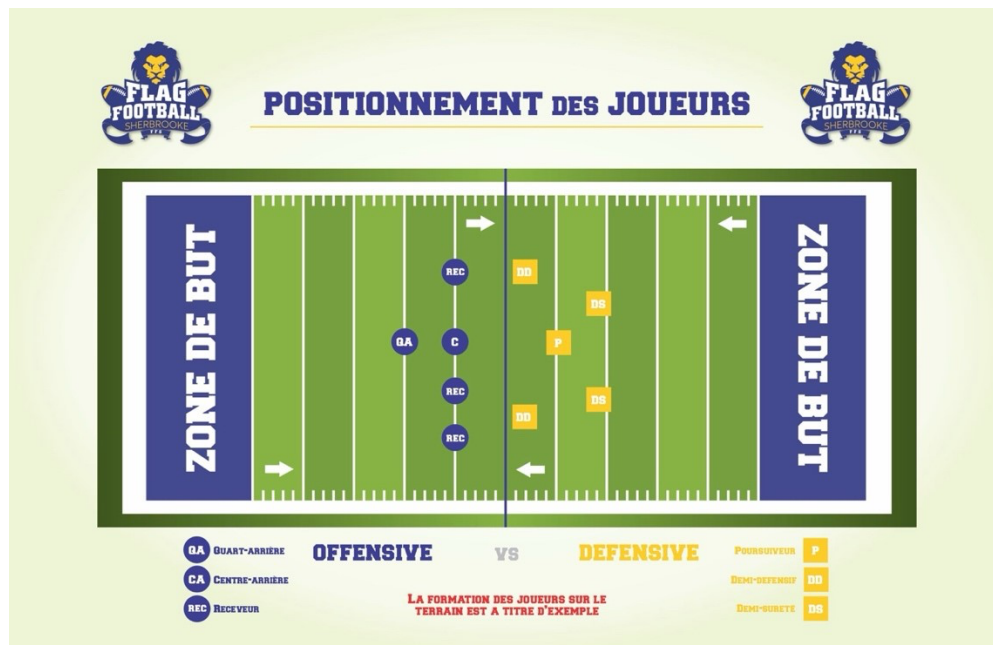 FLAG
FOOTBALL
SHERBROOKE
POSITIONNEMENT DES JOUEURS
FLAG
FOOTBALL
SHERBROOKE
ZONE DE BUT
REC
QA
C
REC
REC
DD
DS
P
DS
DD
ZONE DE BUT
QA QUART-ARRIÈRE
CA CENTRE-ARRIÈRE
REC RECEVEUR
OFFENSIVE VS DEFENSIVE
LA FORMATION DES JOUEURS SUR LE
TERRAIN EST A TITRE D'EXEMPLE
POURSUIVEUR P
DEMI-DEFENSIF DD
DEMI-SURETÉ DS